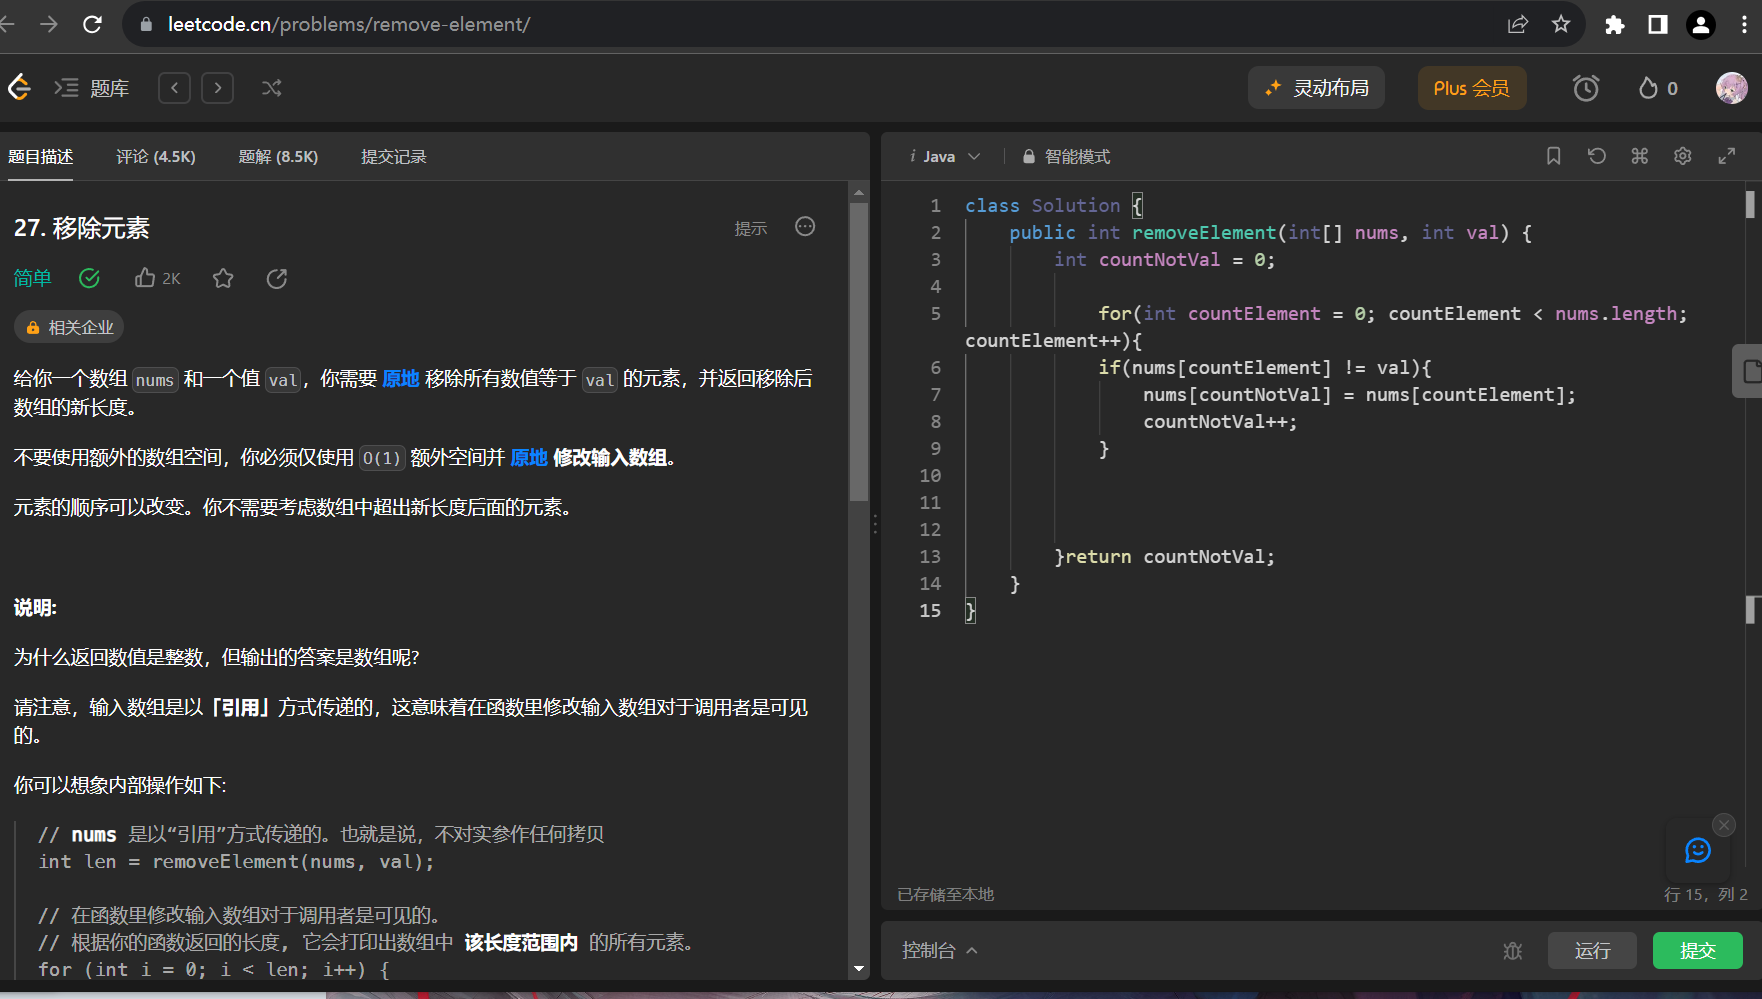 leetcode.cn/problems/remove-element/
题库
灵动布局
Plus 会员
0
题目描述
评论 (4.5K)
题解 (8.5K)
提交记录
27. 移除元素
提示
简单
2K
相关企业
给你一个数组 nums 和一个值 val，你需要 原地 移除所有数值等于 val 的元素，并返回移除后
数组的新长度。
不要使用额外的数组空间，你必须仅使用 O(1) 额外空间并 原地 修改输入数组。
元素的顺序可以改变。你不需要考虑数组中超出新长度后面的元素。
说明:
为什么返回数值是整数，但输出的答案是数组呢?
请注意，输入数组是以「引用」方式传递的，这意味着在函数里修改输入数组对于调用者是可见
的。
你可以想象内部操作如下:
// nums 是以“引用”方式传递的。也就是说，不对实参作任何拷贝
int len = removeElement(nums, val);
// 在函数里修改输入数组对于调用者是可见的。
// 根据你的函数返回的长度, 它会打印出数组中 该长度范围内 的所有元素。
for (int i = 0; i < len; i++) {
i Java
智能模式
1 class Solution {
2 public int removeElement(int[] nums, int val) {
3 int countNotVal = 0;
4
5 for(int countElement = 0; countElement < nums.length;
countElement++){
6 if(nums[countElement] != val){
7 nums[countNotVal] = nums[countElement];
8 countNotVal++;
9 }
10
11
12
13 }return countNotVal;
14 }
15 }
已存储至本地
行 15，列 2
控制台
运行
提交